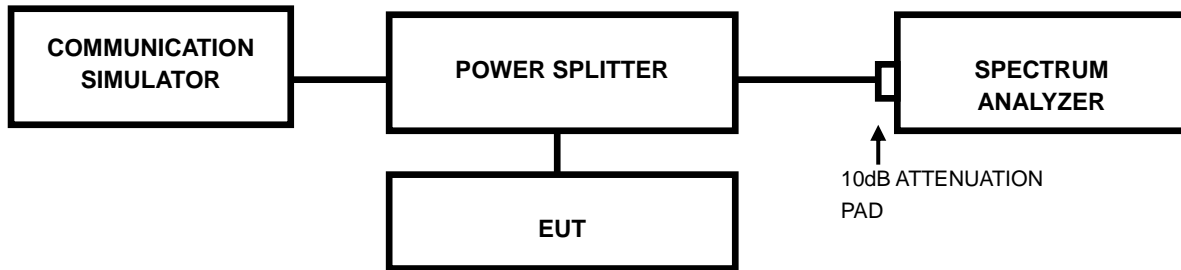 COMMUNICATION
SIMULATOR
POWER SPLITTER
SPECTRUM
ANALYZER
10dB ATTENUATION
PAD
EUT